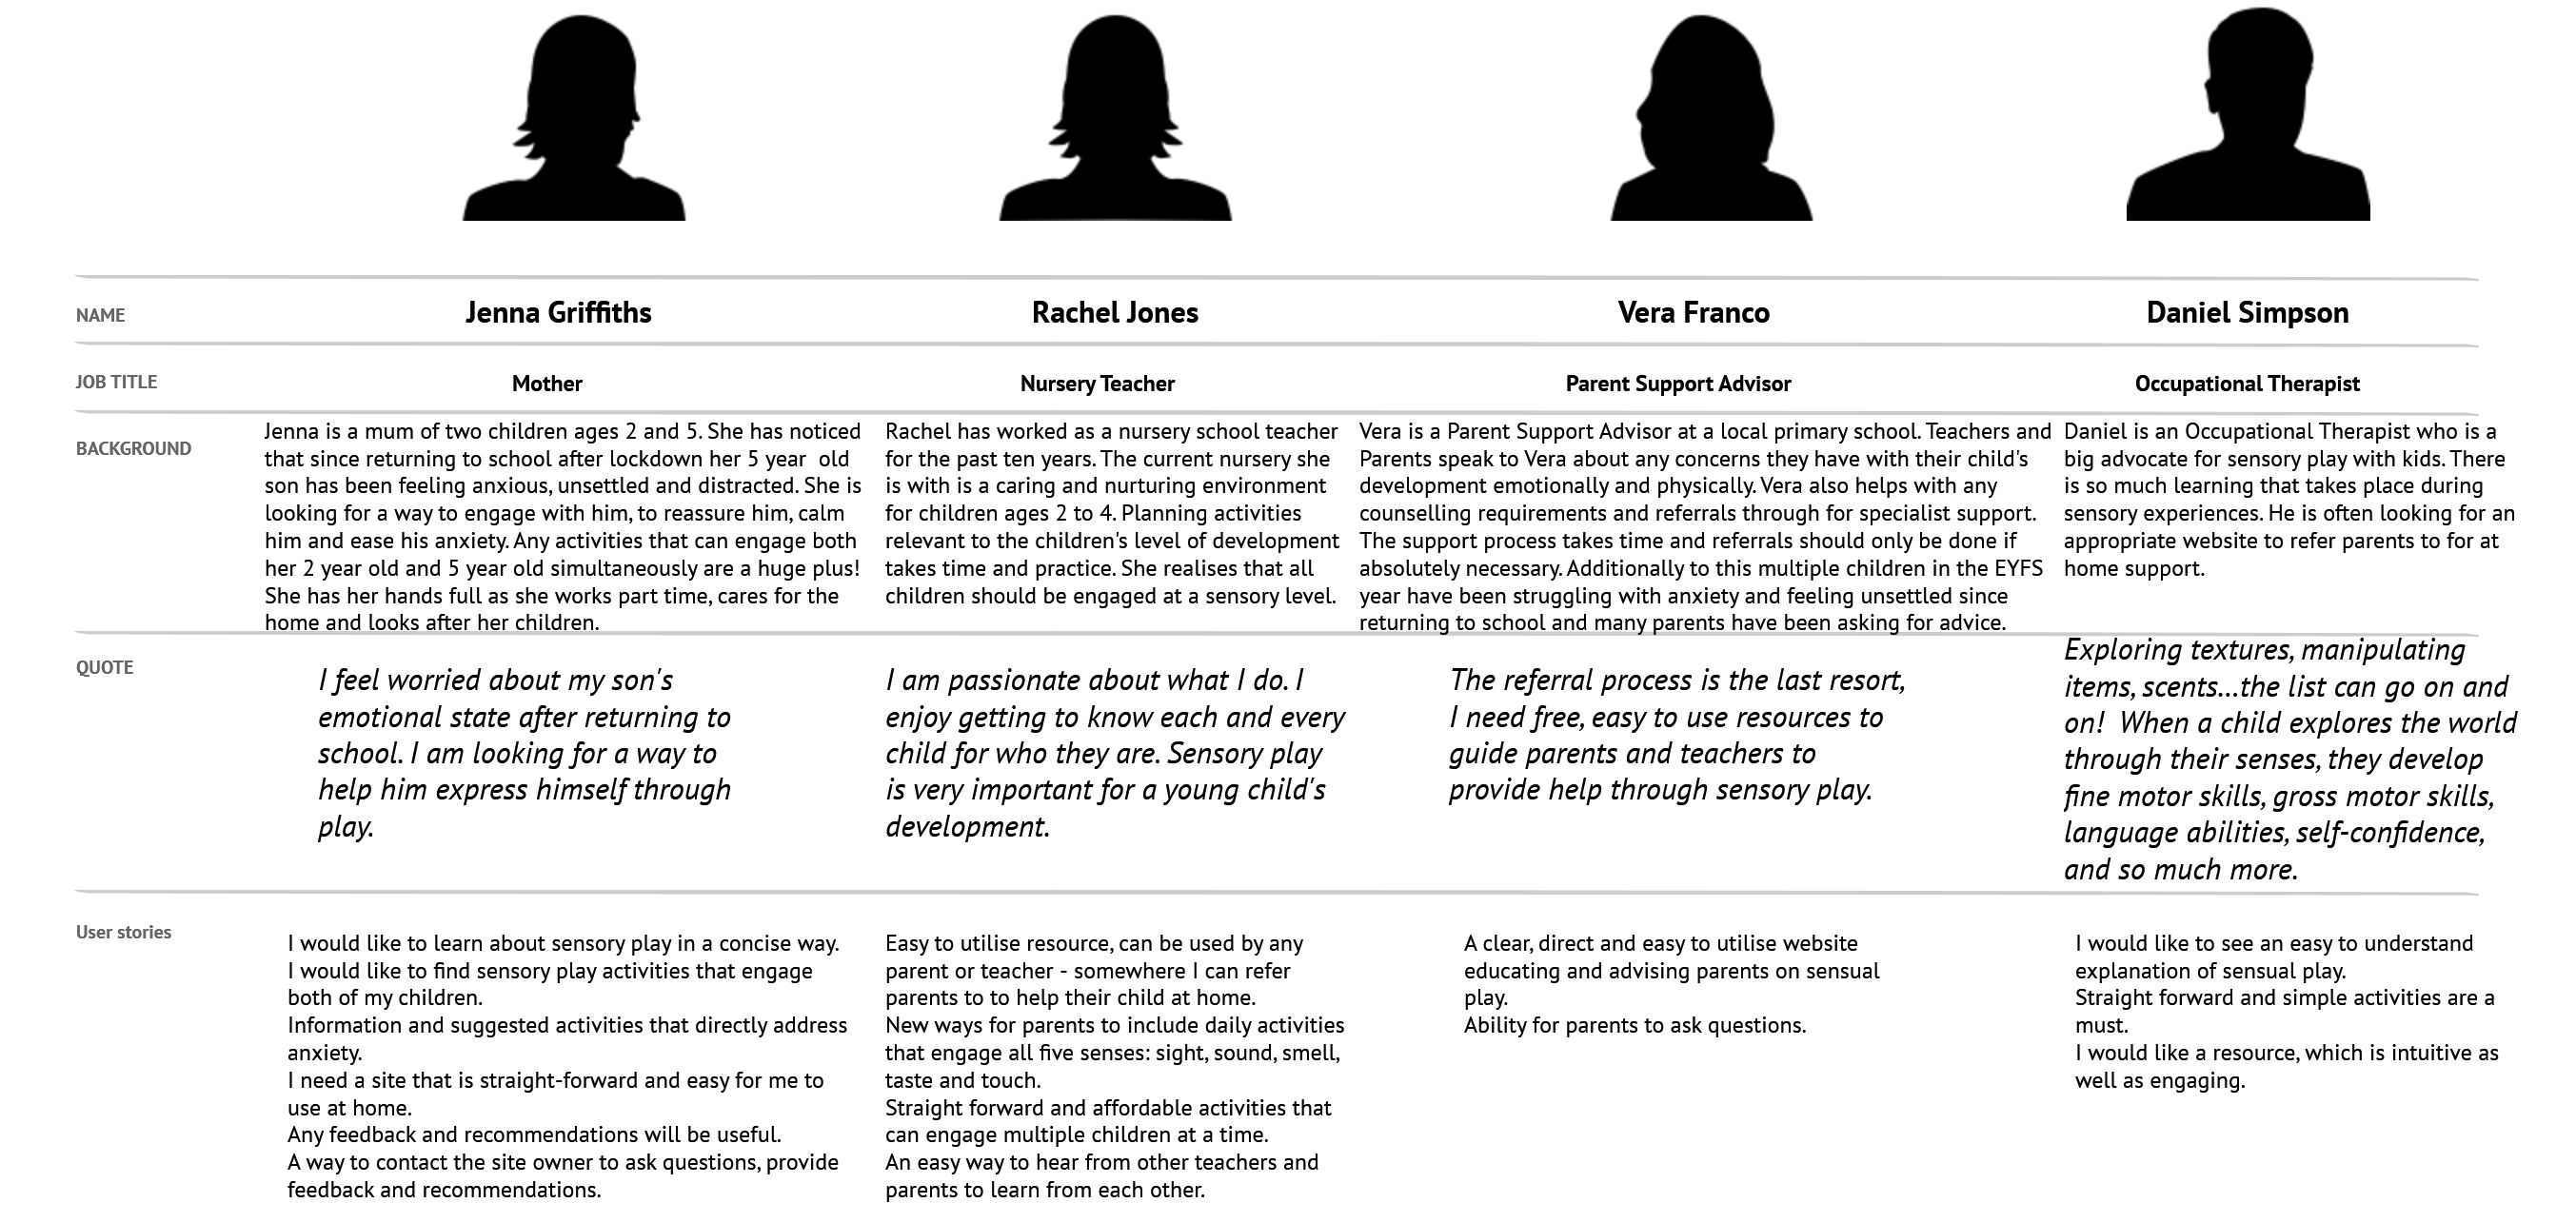 NAME
Jenna Griffiths
Rachel Jones
Vera Franco
Daniel Simpson
JOB TITLE
Mother
Nursery Teacher
Parent Support Advisor
Occupational Therapist
BACKGROUND
Jenna is a mum of two children ages 2 and 5. She has noticed
that since returning to school after lockdown her 5 year  old
son has been feeling anxious, unsettled and distracted. She is
looking for a way to engage with him, to reassure him, calm
him and ease his anxiety. Any activities that can engage both
her 2 year old and 5 year old simultaneously are a huge plus!
She has her hands full as she works part time, cares for the
home and looks after her children.
Rachel has worked as a nursery school teacher
for the past ten years. The current nursery she
is with is a caring and nurturing environment
for children ages 2 to 4. Planning activities
relevant to the children's level of development
takes time and practice. She realises that all
children should be engaged at a sensory level.
Vera is a Parent Support Advisor at a local primary school. Teachers and
Parents speak to Vera about any concerns they have with their child's
development emotionally and physically. Vera also helps with any
counselling requirements and referrals through for specialist support.
The support process takes time and referrals should only be done if
absolutely necessary. Additionally to this multiple children in the EYFS
year have been struggling with anxiety and feeling unsettled since
returning to school and many parents have been asking for advice.
Daniel is an Occupational Therapist who is a
big advocate for sensory play with kids. There
is so much learning that takes place during
sensory experiences. He is often looking for an
appropriate website to refer parents to for at
home support.
QUOTE
I feel worried about my son's
emotional state after returning to
school. I am looking for a way to
help him express himself through
play.
I am passionate about what I do. I
enjoy getting to know each and every
child for who they are. Sensory play
is very important for a young child's
development.
The referral process is the last resort,
I need free, easy to use resources to
guide parents and teachers to
provide help through sensory play.
Exploring textures, manipulating
items, scents...the list can go on and
on!  When a child explores the world
through their senses, they develop
fine motor skills, gross motor skills,
language abilities, self-confidence,
and so much more.
User stories
I would like to learn about sensory play in a concise way.
I would like to find sensory play activities that engage
both of my children.
Information and suggested activities that directly address
anxiety.
I need a site that is straight-forward and easy for me to
use at home.
Any feedback and recommendations will be useful.
A way to contact the site owner to ask questions, provide
feedback and recommendations.
Easy to utilise resource, can be used by any
parent or teacher - somewhere I can refer
parents to to help their child at home.
New ways for parents to include daily activities
that engage all five senses: sight, sound, smell,
taste and touch.
Straight forward and affordable activities that
can engage multiple children at a time.
An easy way to hear from other teachers and
parents to learn from each other.
A clear, direct and easy to utilise website
educating and advising parents on sensual
play.
Ability for parents to ask questions.
I would like to see an easy to understand
explanation of sensual play.
Straight forward and simple activities are a
must.
I would like a resource, which is intuitive as
well as engaging.